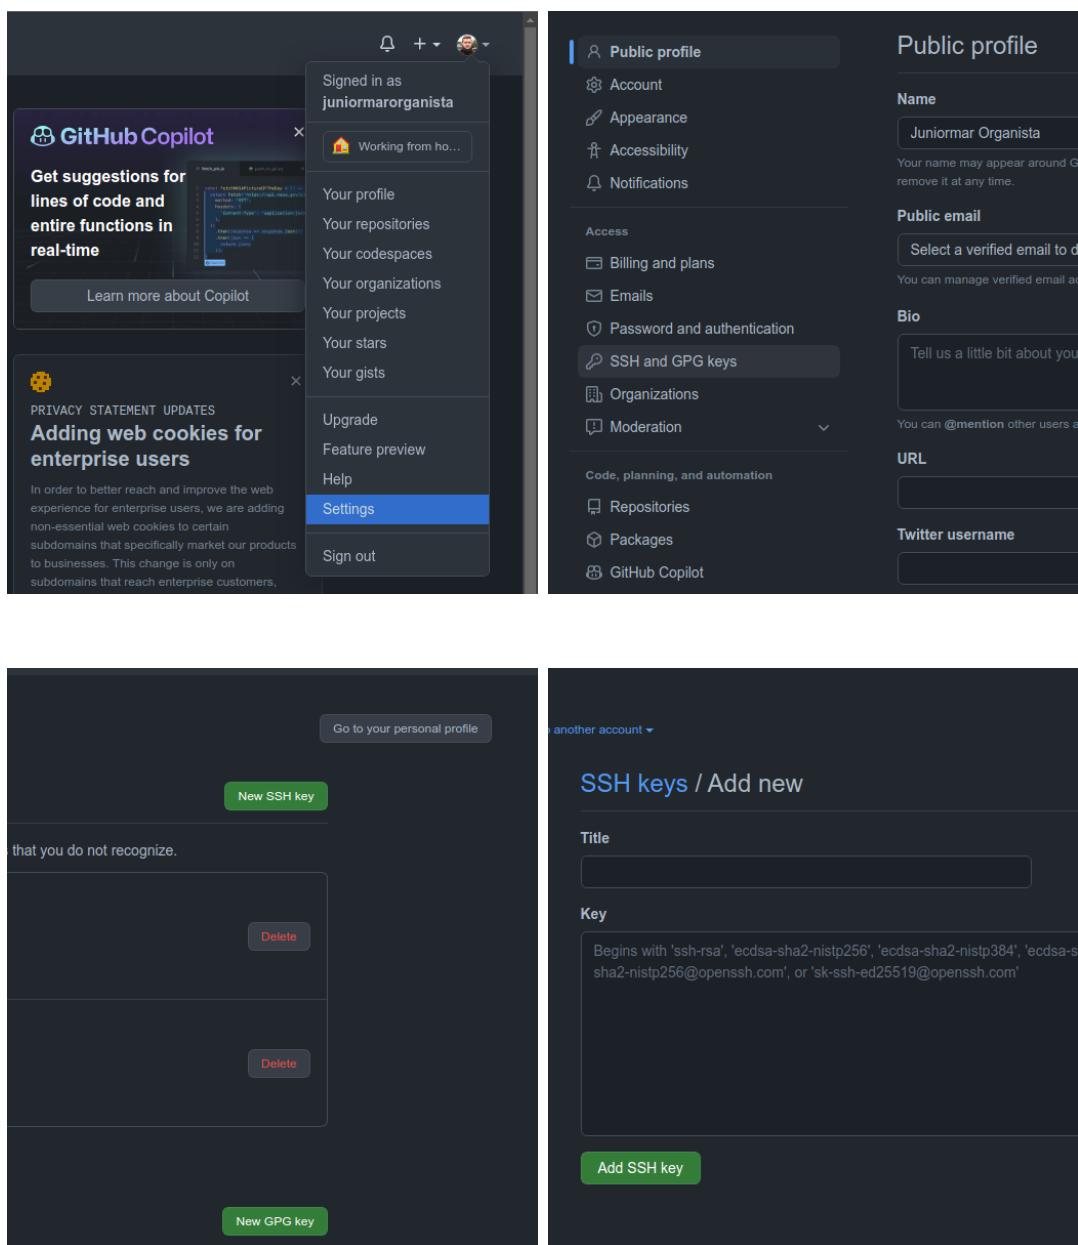 Signed in as
juniormarorganista
Working from ho...
Your profile
Your repositories
Your codespaces
Your organizations
Your projects
Your stars
Your gists
Upgrade
Feature preview
Help
Settings
Sign out
GitHub Copilot
Get suggestions for
lines of code and
entire functions in
real-time
Learn more about Copilot
PRIVACY STATEMENT UPDATES
Adding web cookies for
enterprise users
In order to better reach and improve the web
experience for enterprise users, we are adding
non-essential web cookies to certain
subdomains that specifically market our products
to businesses. This change is only on
subdomains that reach enterprise customers,
Public profile
Account
Appearance
Accessibility
Notifications
Access
Billing and plans
Emails
Password and authentication
SSH and GPG keys
Organizations
Moderation
Code, planning, and automation
Repositories
Packages
GitHub Copilot
Public profile
Name
Juniormar Organista
Your name may appear around G
remove it at any time.
Public email
Select a verified email to d
You can manage verified email ad
Bio
Tell us a little bit about you
You can @mention other users a
URL
Twitter username
Go to your personal profile
New SSH key
that you do not recognize.
Delete
Delete
New GPG key
another account
SSH keys / Add new
Title
Key
Begins with 'ssh-rsa', 'ecdsa-sha2-nistp256', 'ecdsa-sha2-nistp384', 'ecdsa-s
sha2-nistp256@openssh.com', or 'sk-ssh-ed25519@openssh.com'
Add SSH key